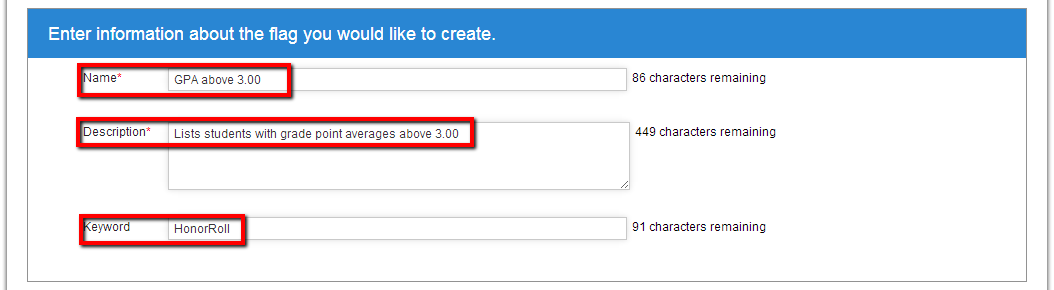 Enter information about the flag you would like to create.
Name* GPA above 3.00 86 characters remaining
Description* Lists students with grade point averages above 3.00 449 characters remaining
Keyword HonorRoll 91 characters remaining